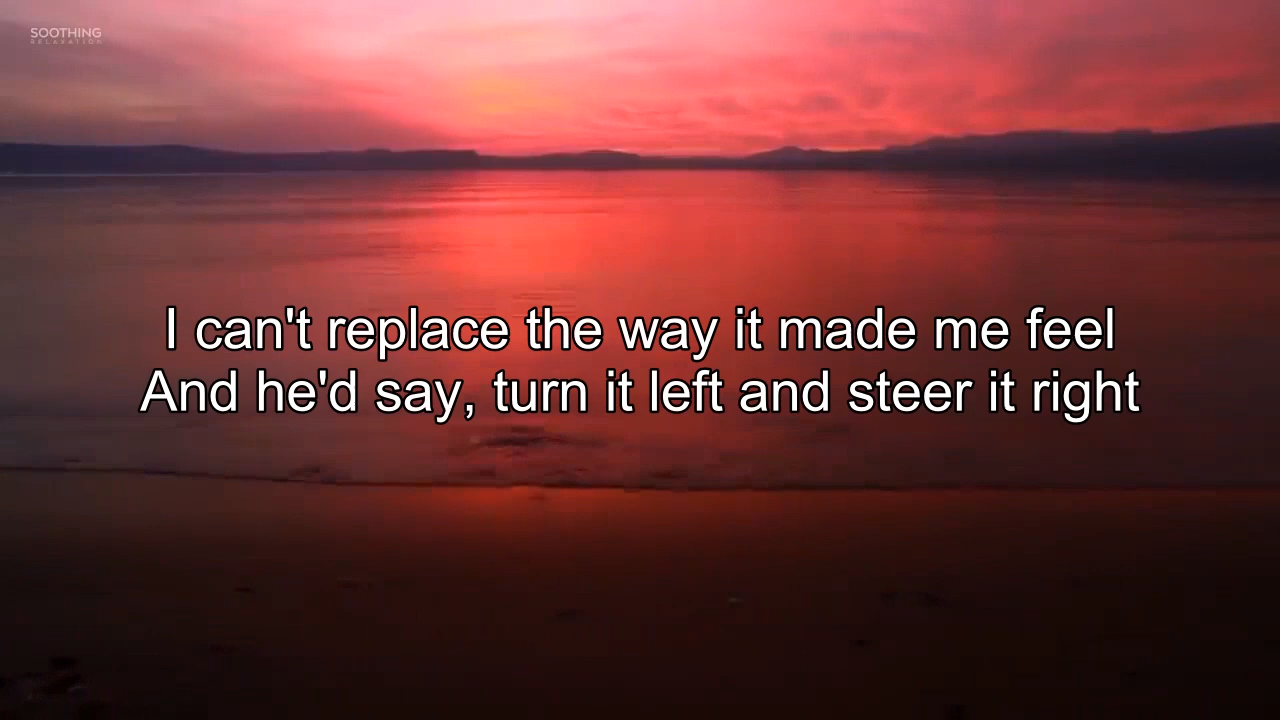 SOOTHING
RELAXATION
I can't replace the way it made me feel
And he'd say, turn it left and steer it right